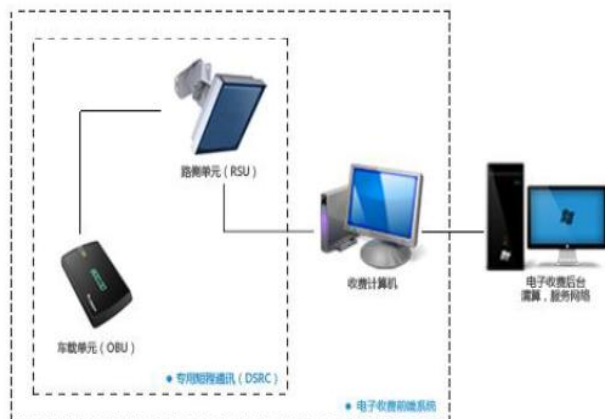 路侧单元（RSU）
收费计算机
电子收费后台
清算，服务网络
车载单元（OBU）
◆ 专用短程通讯（DSRC）
◆ 电子收费前端系统